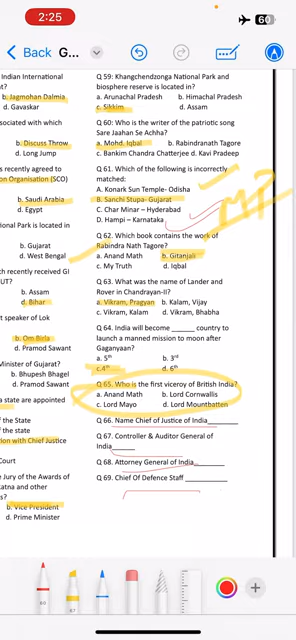 2:25
60
Back
G...
Indian International
b. Jagmohan Dalmia
d. Gavaskar
sociated with which
b. Discuss Throw
d. Long Jump
s recently agreed to
on Organisation (SCO)
b. Saudi Arabia
d. Egypt
ional Park is located in
b. Gujarat
d. West Bengal
ch recently received GI
UT?
b. Assam
d. Bihar
t speaker of Lok
b. Om Birla
d. Pramod Sawant
Minister of Gujarat?
b. Bhupesh Bhagel
d. Pramod Sawant
a state are appointed
f the state
f the state
tion with Chief Justice
Court
e Jury of the Awards of
atna and other
s?
b. Vice President
d. Prime Minister
Q 59: Khangchendzonga National Park and
biosphere reserve is located in?
a. Arunachal Pradesh b. Himachal Pradesh
c. Sikkim d. Assam
Q 60: Who is the writer of the patriotic song
Sare Jaahan Se Achha?
a. Mohd. Iqbal b. Rabindranath Tagore
c. Bankim Chandra Chatterjee d. Kavi Pradeep
Q 61. Which of the following is incorrectly
matched:
A. Konark Sun Temple- Odisha
B. Sanchi Stupa- Gujarat
C. Char Minar – Hyderabad
D. Hampi – Karnataka
MP
Q 62. Which book contains the work of
Rabindra Nath Tagore?
a. Anand Math b. Gitanjali
c. My Truth d. Iqbal
Q 63. What was the name of Lander and
Rover in Chandrayan-II?
a. Vikram, Pragyan b. Kalam, Vijay
c. Vikram, Kalam d. Vikram, Bhabha
Q 64. India will become ______ country to
launch a manned mission to moon after
Gaganyaan?
a. 5th b. 3rd
c.4th d. 6th
Q 65. Who is the first viceroy of British India?
a. Anand Math b. Lord Cornwallis
c. Lord Mayo d. Lord Mountbatten
Q 66. Name Chief of Justice of India________
Q 67. Controller & Auditor General of
India______
Q 68. Attorney General of India______
Q 69. Chief Of Defence Staff ________